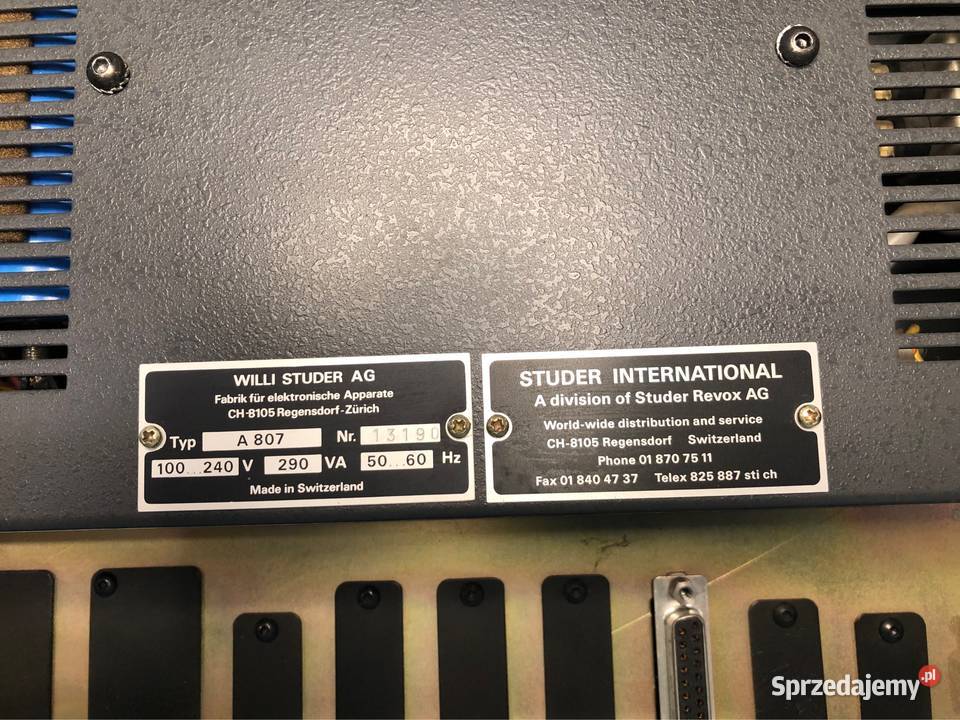 WILLI STUDER AG
Fabrik für elektronische Apparate
CH-8105 Regensdorf-Zürich
Typ A 807 Nr. 13190
100...240 V 290 VA 50...60 Hz
Made in Switzerland
STUDER INTERNATIONAL
A division of Studer Revox AG
World-wide distribution and service
CH-8105 Regensdorf Switzerland
Phone 01 870 75 11
Fax 01 840 47 37 Telex 825 887 sti ch
Sprzedajemy.pl